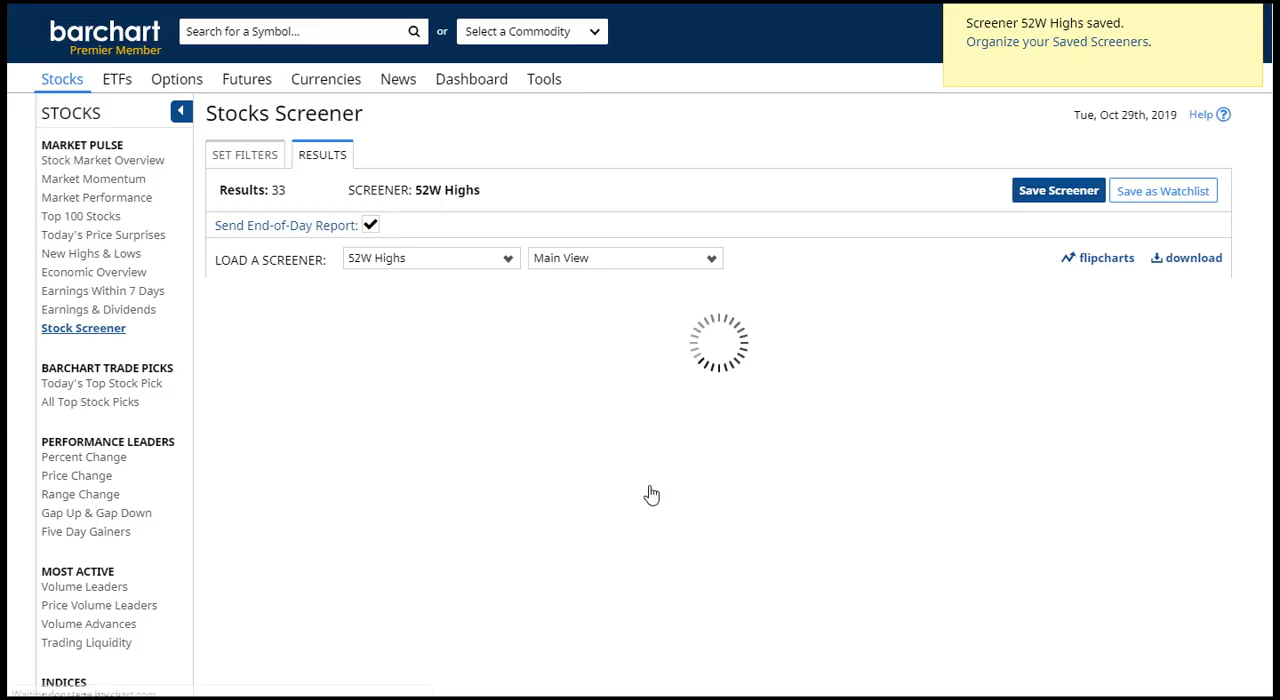 barchart
Premier Member
Search for a Symbol...
or
Select a Commodity
Screener 52W Highs saved.
Organize your Saved Screeners.
Stocks ETFs Options Futures Currencies News Dashboard Tools
STOCKS
MARKET PULSE
Stock Market Overview
Market Momentum
Market Performance
Top 100 Stocks
Today's Price Surprises
New Highs & Lows
Economic Overview
Earnings Within 7 Days
Earnings & Dividends
Stock Screener
BARCHART TRADE PICKS
Today's Top Stock Pick
All Top Stock Picks
PERFORMANCE LEADERS
Percent Change
Price Change
Range Change
Gap Up & Gap Down
Five Day Gainers
MOST ACTIVE
Volume Leaders
Price Volume Leaders
Volume Advances
Trading Liquidity
INDICES
Stocks Screener
Tue, Oct 29th, 2019 Help ?
SET FILTERS RESULTS
Results: 33 SCREENER: 52W Highs
Save Screener Save as Watchlist
Send End-of-Day Report:
LOAD A SCREENER: 52W Highs Main View
flipcharts download